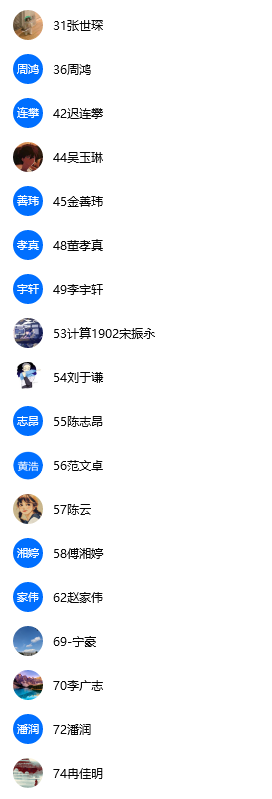 31张世琛
周鸿 36周鸿
连攀 42迟连攀
44吴玉琳
善玮 45金善玮
孝真 48董孝真
宇轩 49李宇轩
53计算1902宋振永
54刘于谦
志昂 55陈志昂
黄浩 56范文卓
57陈云
湘婷 58傅湘婷
家伟 62赵家伟
69-宁豪
70李广志
潘润 72潘润
74冉佳明